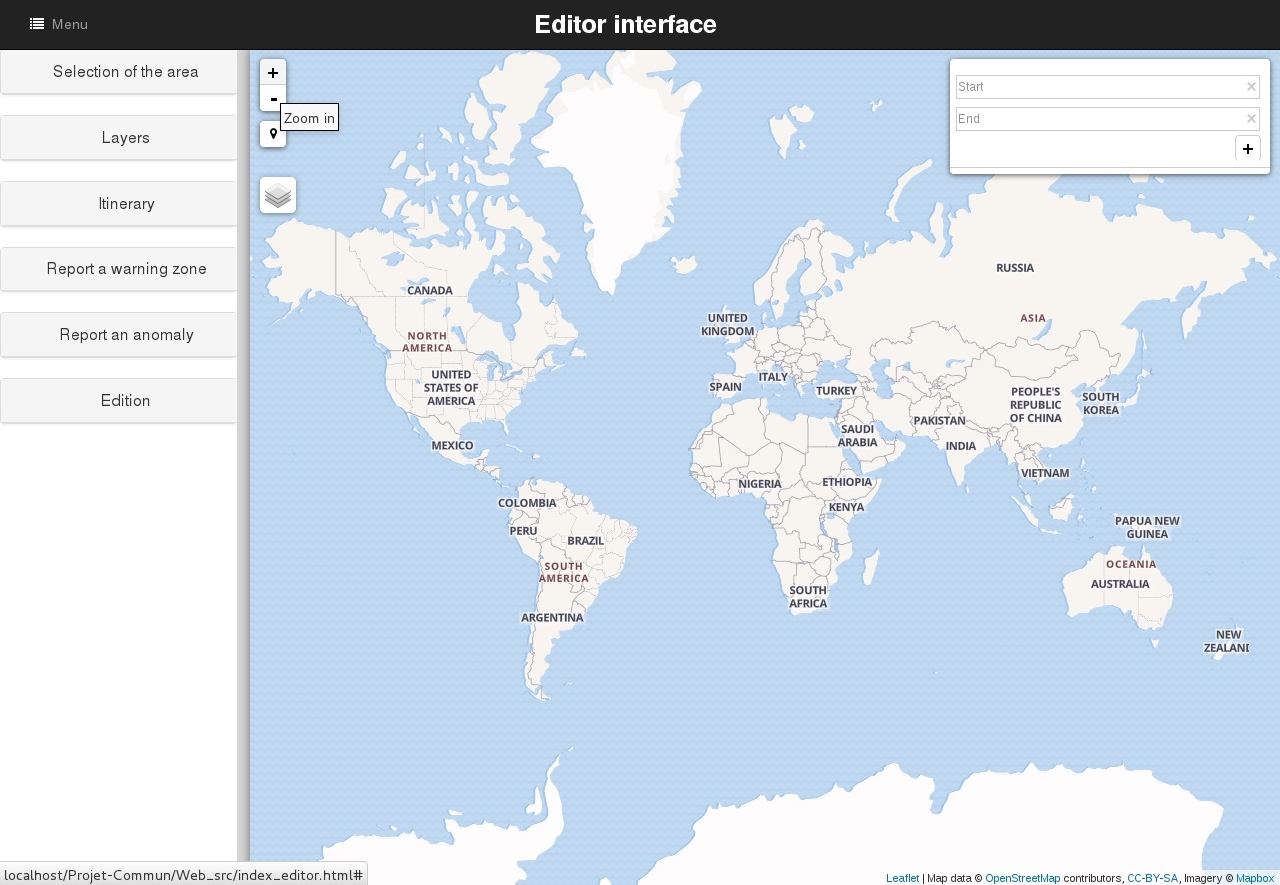 Menu
Editor interface
Selection of the area
Layers
Itinerary
Report a warning zone
Report an anomaly
Edition
+
-
Zoom in
Start ×
End ×
+
CANADA
NORTH
AMERICA
UNITED
STATES OF
AMERICA
MEXICO
COLOMBIA
PERU
BRAZIL
SOUTH
AMERICA
ARGENTINA
RUSSIA
ASIA
UNITED
KINGDOM
SPAIN
ITALY
TURKEY
PEOPLE'S
REPUBLIC
OF CHINA
SOUTH
KOREA
PAKISTAN
SAUDI
ARABIA
INDIA
VIETNAM
NIGERIA
ETHIOPIA
KENYA
PAPUA NEW
GUINEA
OCEANIA
AUSTRALIA
SOUTH
AFRICA
NEW
ZEALAND
localhost/Projet-Commun/Web_src/index_editor.html#
Leaflet | Map data © OpenStreetMap contributors, CC-BY-SA, Imagery © Mapbox